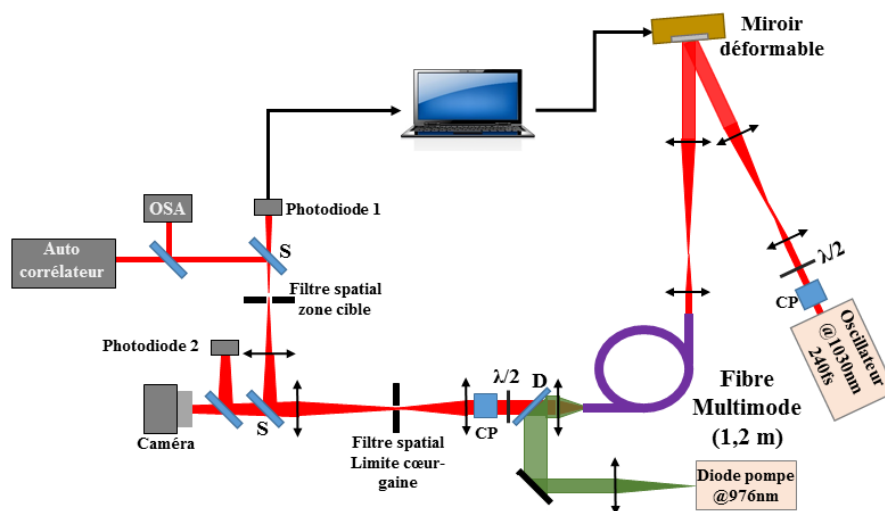 Miroir
déformable
OSA
Photodiode 1
S
Auto
corrélateur
λ/2
CP
Filtre spatial
zone cible
Oscillateur
@1030nm
240fs
Photodiode 2
λ/2
D
Fibre
Multimode
(1,2 m)
Caméra
S
CP
Filtre spatial
Limite cœur-
gaine
Diode pompe
@976nm